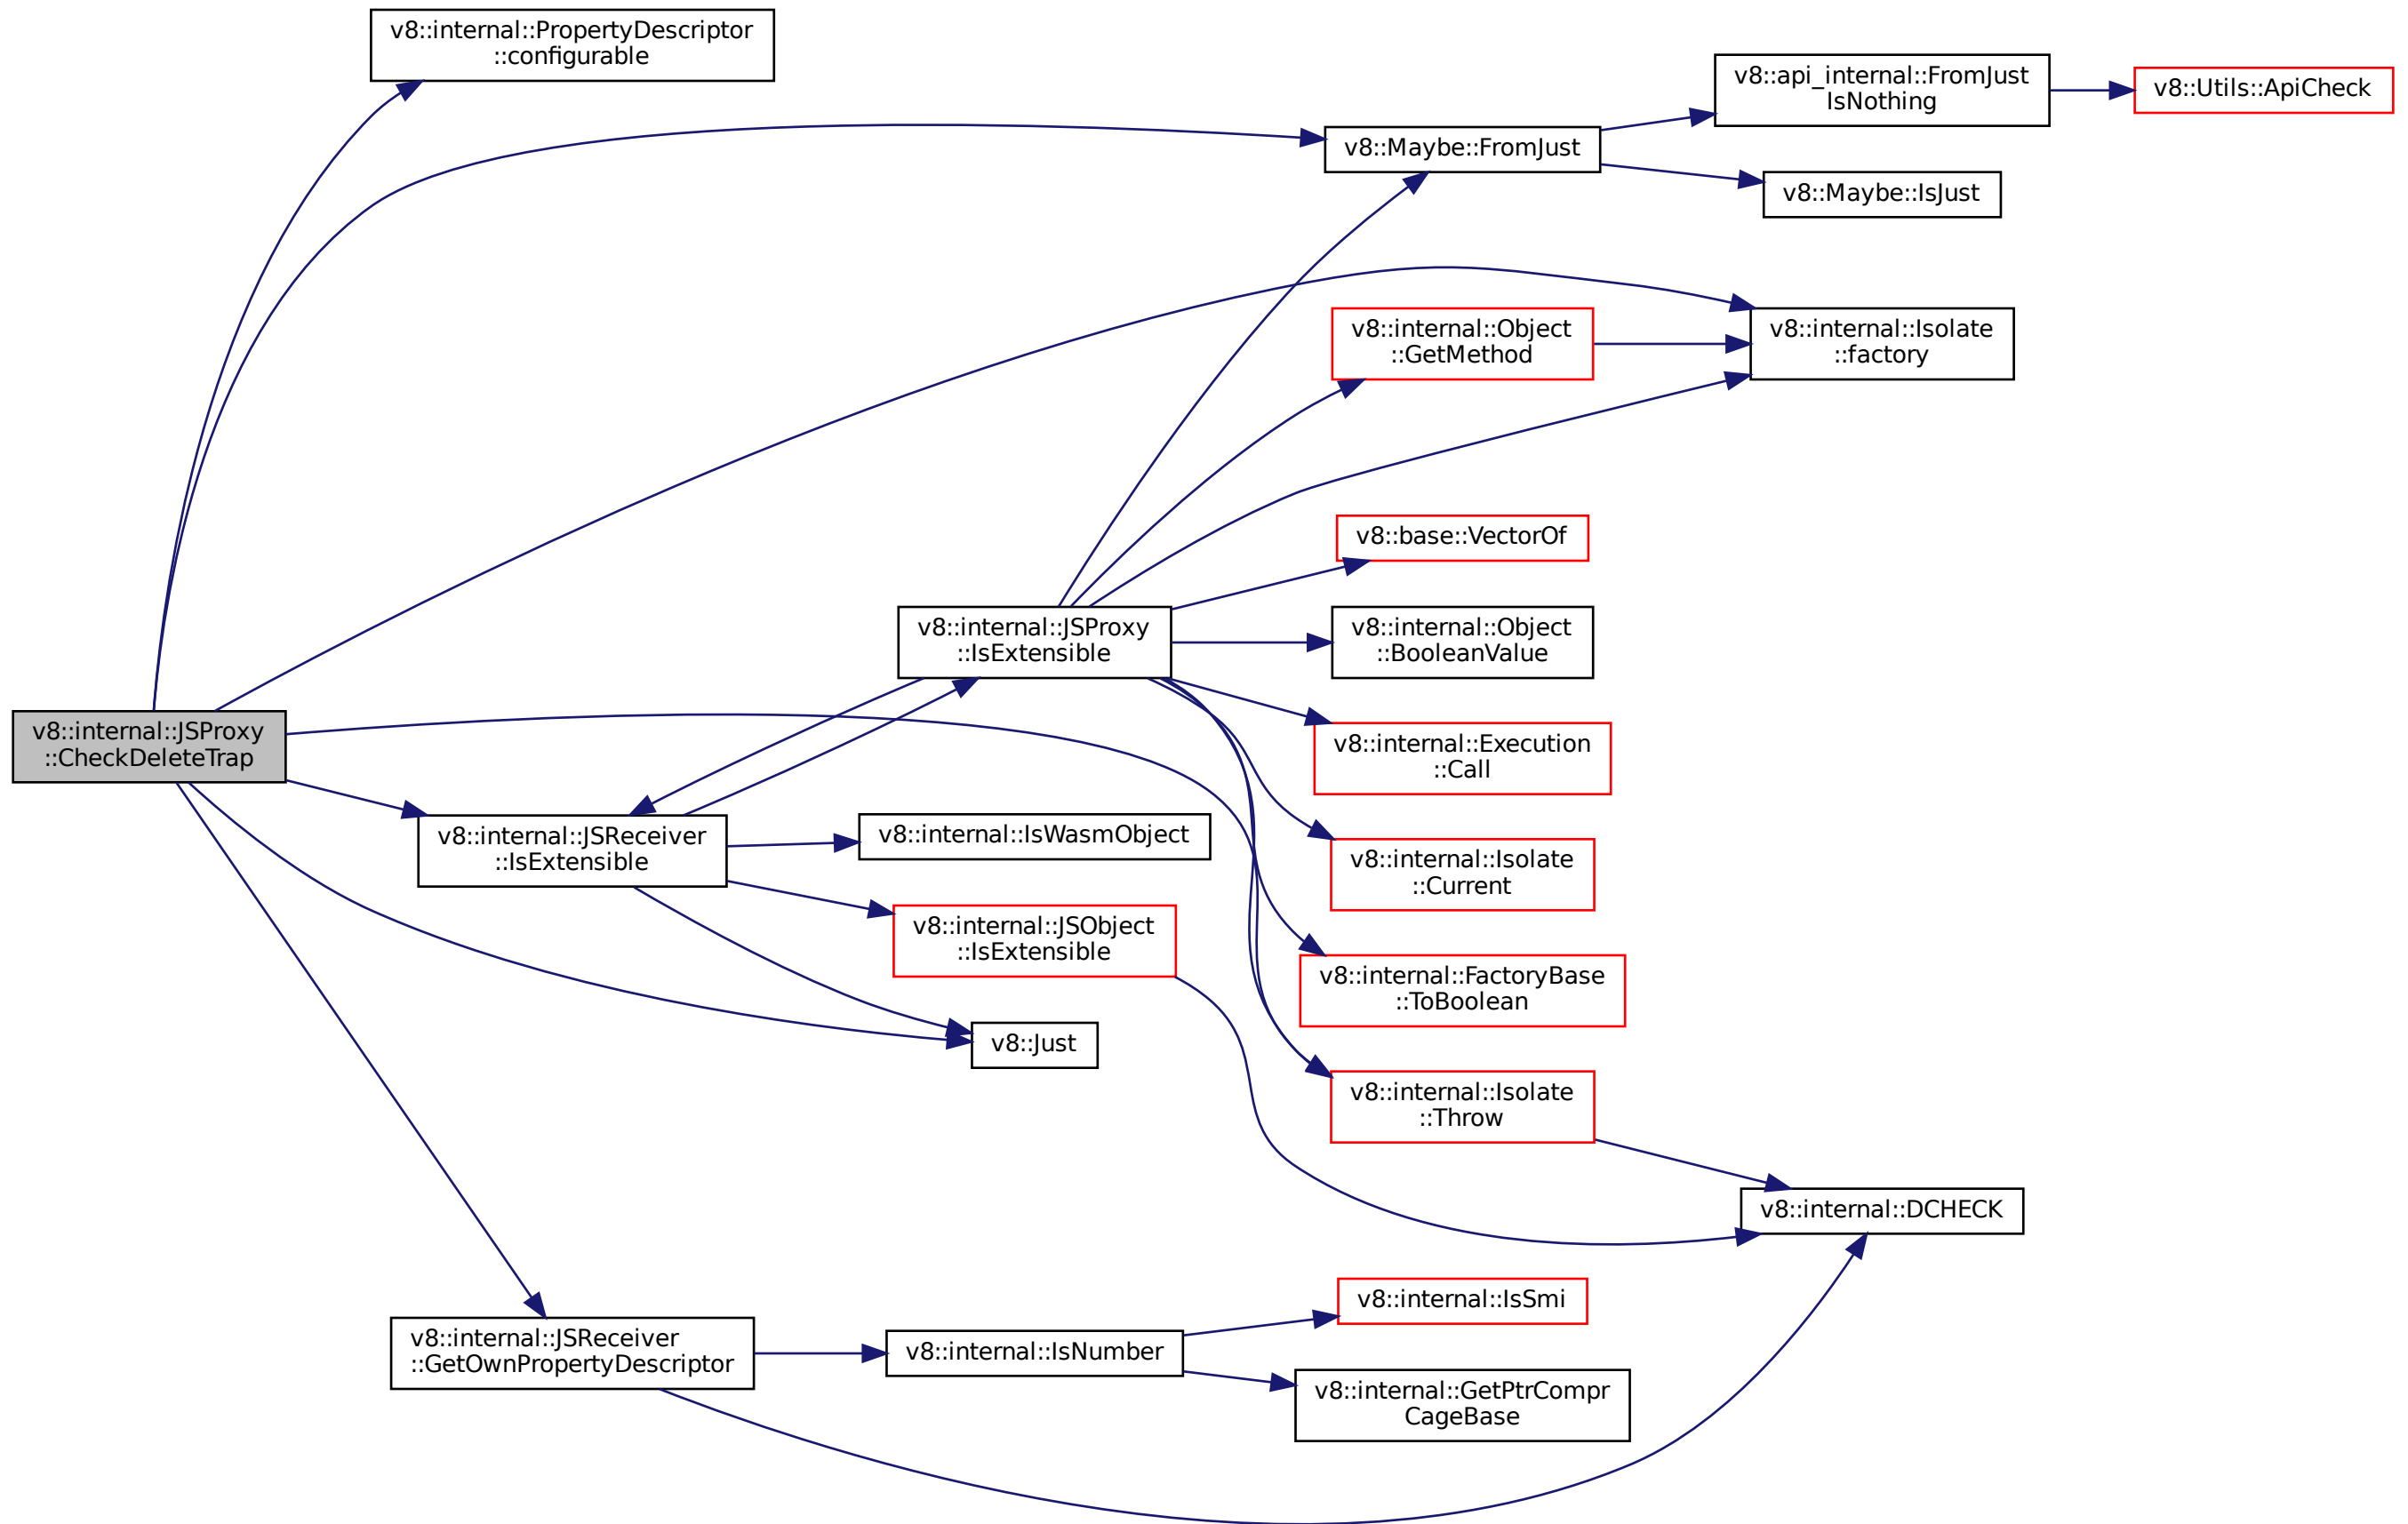 v8::internal::PropertyDescriptor
::configurable
v8::api_internal::FromJust
IsNothing
v8::Utils::ApiCheck
v8::Maybe::FromJust
v8::Maybe::IsJust
v8::internal::Object
::GetMethod
v8::internal::Isolate
::factory
v8::base::VectorOf
v8::internal::JSProxy
::IsExtensible
v8::internal::Object
::BooleanValue
v8::internal::JSProxy
::CheckDeleteTrap
v8::internal::Execution
::Call
v8::internal::JSReceiver
::IsExtensible
v8::internal::IsWasmObject
v8::internal::Isolate
::Current
v8::internal::JSObject
::IsExtensible
v8::internal::FactoryBase
::ToBoolean
v8::Just
v8::internal::Isolate
::Throw
v8::internal::DCHECK
v8::internal::IsSmi
v8::internal::JSReceiver
::GetOwnPropertyDescriptor
v8::internal::IsNumber
v8::internal::GetPtrCompr
CageBase